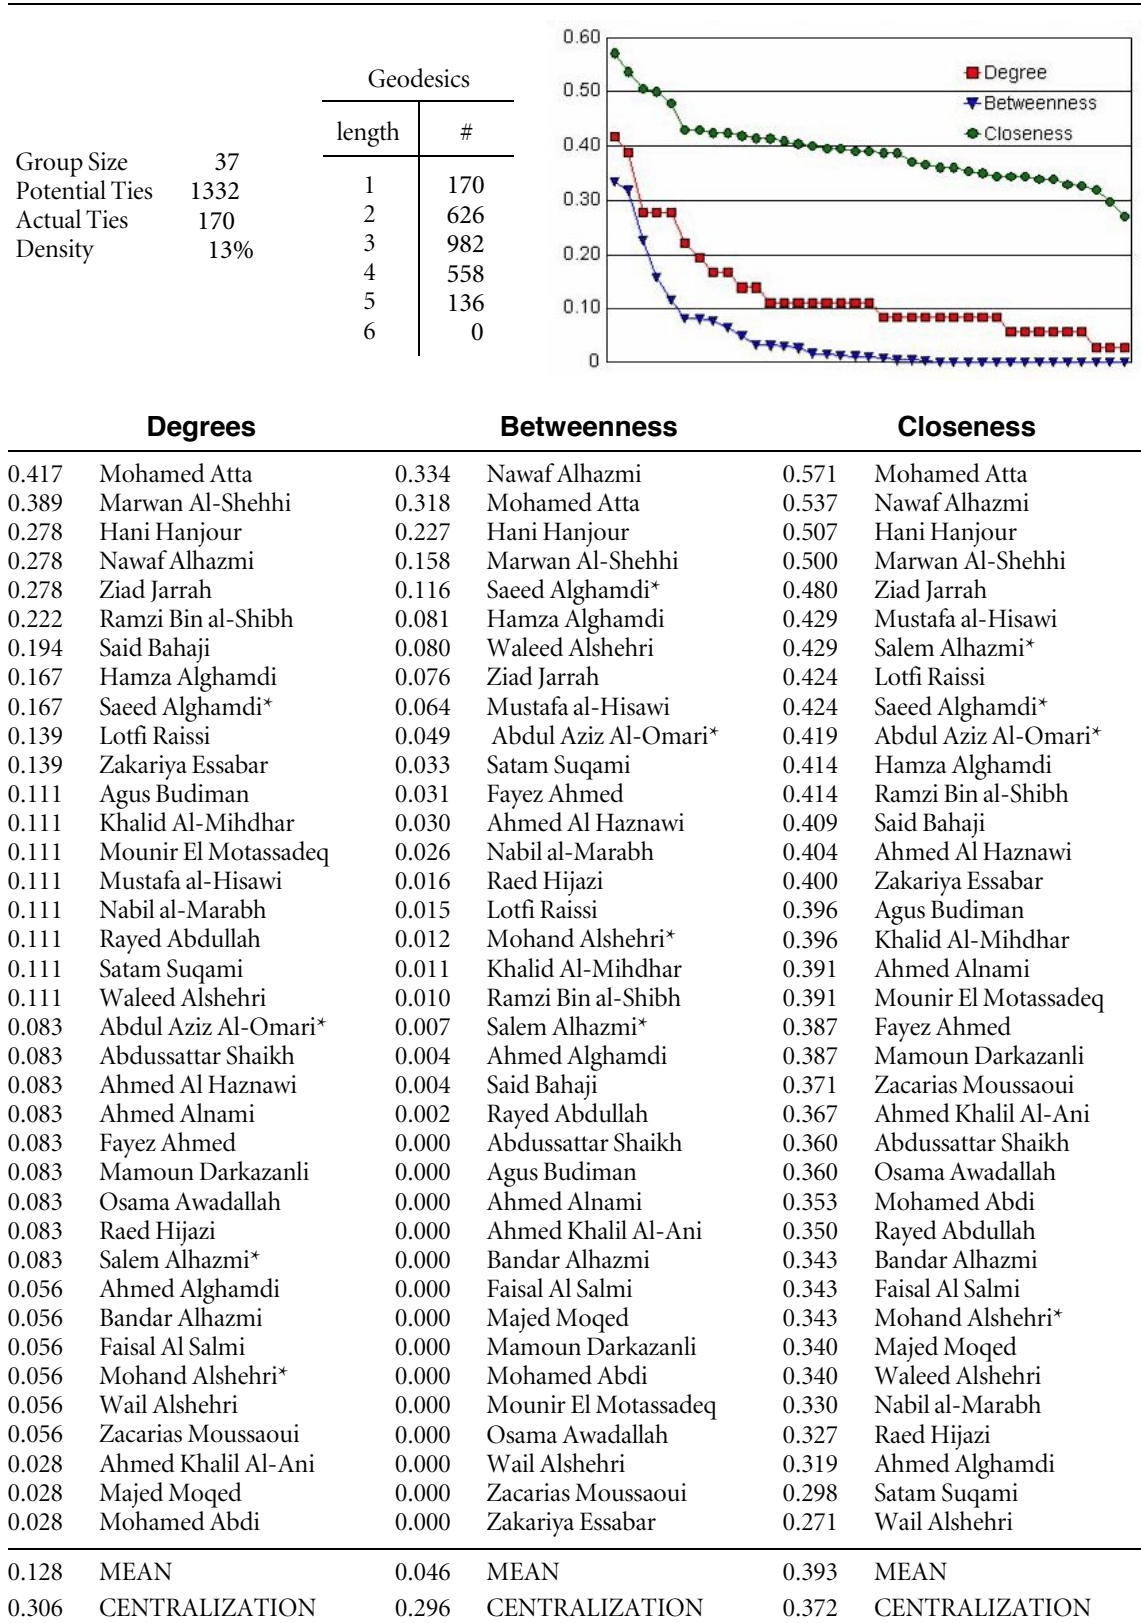 Group Size 37
Potential Ties 1332
Actual Ties 170
Density 13%
Geodesics
length #
1 170
2 626
3 982
4 558
5 136
6 0
0.60
0.50
0.40
0.30
0.20
0.10
0
Degree
Betweenness
Closeness
Degrees Betweenness Closeness
0.417 Mohamed Atta 0.334 Nawaf Alhazmi 0.571 Mohamed Atta
0.389 Marwan Al-Shehhi 0.318 Mohamed Atta 0.537 Nawaf Alhazmi
0.278 Hani Hanjour 0.227 Hani Hanjour 0.507 Hani Hanjour
0.278 Nawaf Alhazmi 0.158 Marwan Al-Shehhi 0.500 Marwan Al-Shehhi
0.278 Ziad Jarrah 0.116 Saeed Alghamdi* 0.480 Ziad Jarrah
0.222 Ramzi Bin al-Shibh 0.081 Hamza Alghamdi 0.429 Mustafa al-Hisawi
0.194 Said Bahaji 0.080 Waleed Alshehri 0.429 Salem Alhazmi*
0.167 Hamza Alghamdi 0.076 Ziad Jarrah 0.424 Lotfi Raissi
0.167 Saeed Alghamdi* 0.064 Mustafa al-Hisawi 0.424 Saeed Alghamdi*
0.139 Lotfi Raissi 0.049 Abdul Aziz Al-Omari* 0.419 Abdul Aziz Al-Omari*
0.139 Zakariya Essabar 0.033 Satam Suqami 0.414 Hamza Alghamdi
0.111 Agus Budiman 0.031 Fayez Ahmed 0.414 Ramzi Bin al-Shibh
0.111 Khalid Al-Mihdhar 0.030 Ahmed Al Haznawi 0.409 Said Bahaji
0.111 Mounir El Motassadeq 0.026 Nabil al-Marabh 0.404 Ahmed Al Haznawi
0.111 Mustafa al-Hisawi 0.016 Raed Hijazi 0.400 Zakariya Essabar
0.111 Nabil al-Marabh 0.015 Lotfi Raissi 0.396 Agus Budiman
0.111 Rayed Abdullah 0.012 Mohand Alshehri* 0.396 Khalid Al-Mihdhar
0.111 Satam Suqami 0.011 Khalid Al-Mihdhar 0.391 Ahmed Alnami
0.111 Waleed Alshehri 0.010 Ramzi Bin al-Shibh 0.391 Mounir El Motassadeq
0.083 Abdul Aziz Al-Omari* 0.007 Salem Alhazmi* 0.387 Fayez Ahmed
0.083 Abdussattar Shaikh 0.004 Ahmed Alghamdi 0.387 Mamoun Darkazanli
0.083 Ahmed Al Haznawi 0.004 Said Bahaji 0.371 Zacarias Moussaoui
0.083 Ahmed Alnami 0.002 Rayed Abdullah 0.367 Ahmed Khalil Al-Ani
0.083 Fayez Ahmed 0.000 Abdussattar Shaikh 0.360 Abdussattar Shaikh
0.083 Mamoun Darkazanli 0.000 Agus Budiman 0.360 Osama Awadallah
0.083 Osama Awadallah 0.000 Ahmed Alnami 0.353 Mohamed Abdi
0.083 Raed Hijazi 0.000 Ahmed Khalil Al-Ani 0.350 Rayed Abdullah
0.083 Salem Alhazmi* 0.000 Bandar Alhazmi 0.343 Bandar Alhazmi
0.056 Ahmed Alghamdi 0.000 Faisal Al Salmi 0.343 Faisal Al Salmi
0.056 Bandar Alhazmi 0.000 Majed Moqed 0.343 Mohand Alshehri*
0.056 Faisal Al Salmi 0.000 Mamoun Darkazanli 0.340 Majed Moqed
0.056 Mohand Alshehri* 0.000 Mohamed Abdi 0.340 Waleed Alshehri
0.056 Wail Alshehri 0.000 Mounir El Motassadeq 0.330 Nabil al-Marabh
0.056 Zacarias Moussaoui 0.000 Osama Awadallah 0.327 Raed Hijazi
0.028 Ahmed Khalil Al-Ani 0.000 Wail Alshehri 0.319 Ahmed Alghamdi
0.028 Majed Moqed 0.000 Zacarias Moussaoui 0.298 Satam Suqami
0.028 Mohamed Abdi 0.000 Zakariya Essabar 0.271 Wail Alshehri
0.128 MEAN 0.046 MEAN 0.393 MEAN
0.306 CENTRALIZATION 0.296 CENTRALIZATION 0.372 CENTRALIZATION